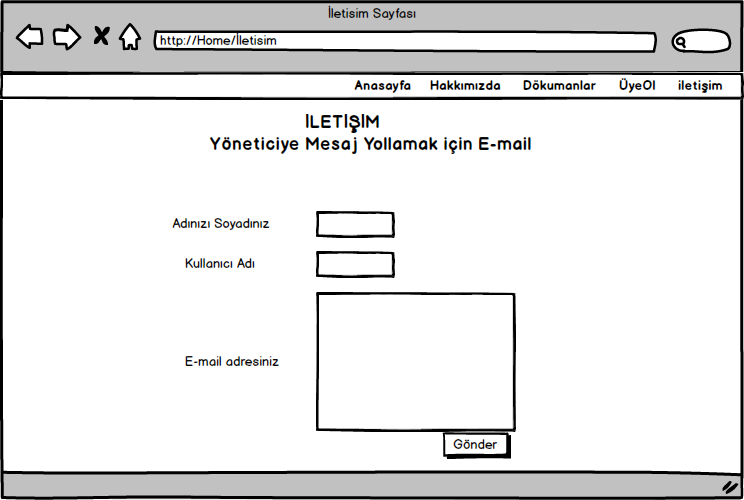 İletisim Sayfası
http://Home/İletisim
Anasayfa Hakkımızda Dökumanlar ÜyeOl iletişim
İLETİŞİM
Yöneticiye Mesaj Yollamak için E-mail
Adınızı Soyadınız
Kullanıcı Adı
E-mail adresiniz
Gönder